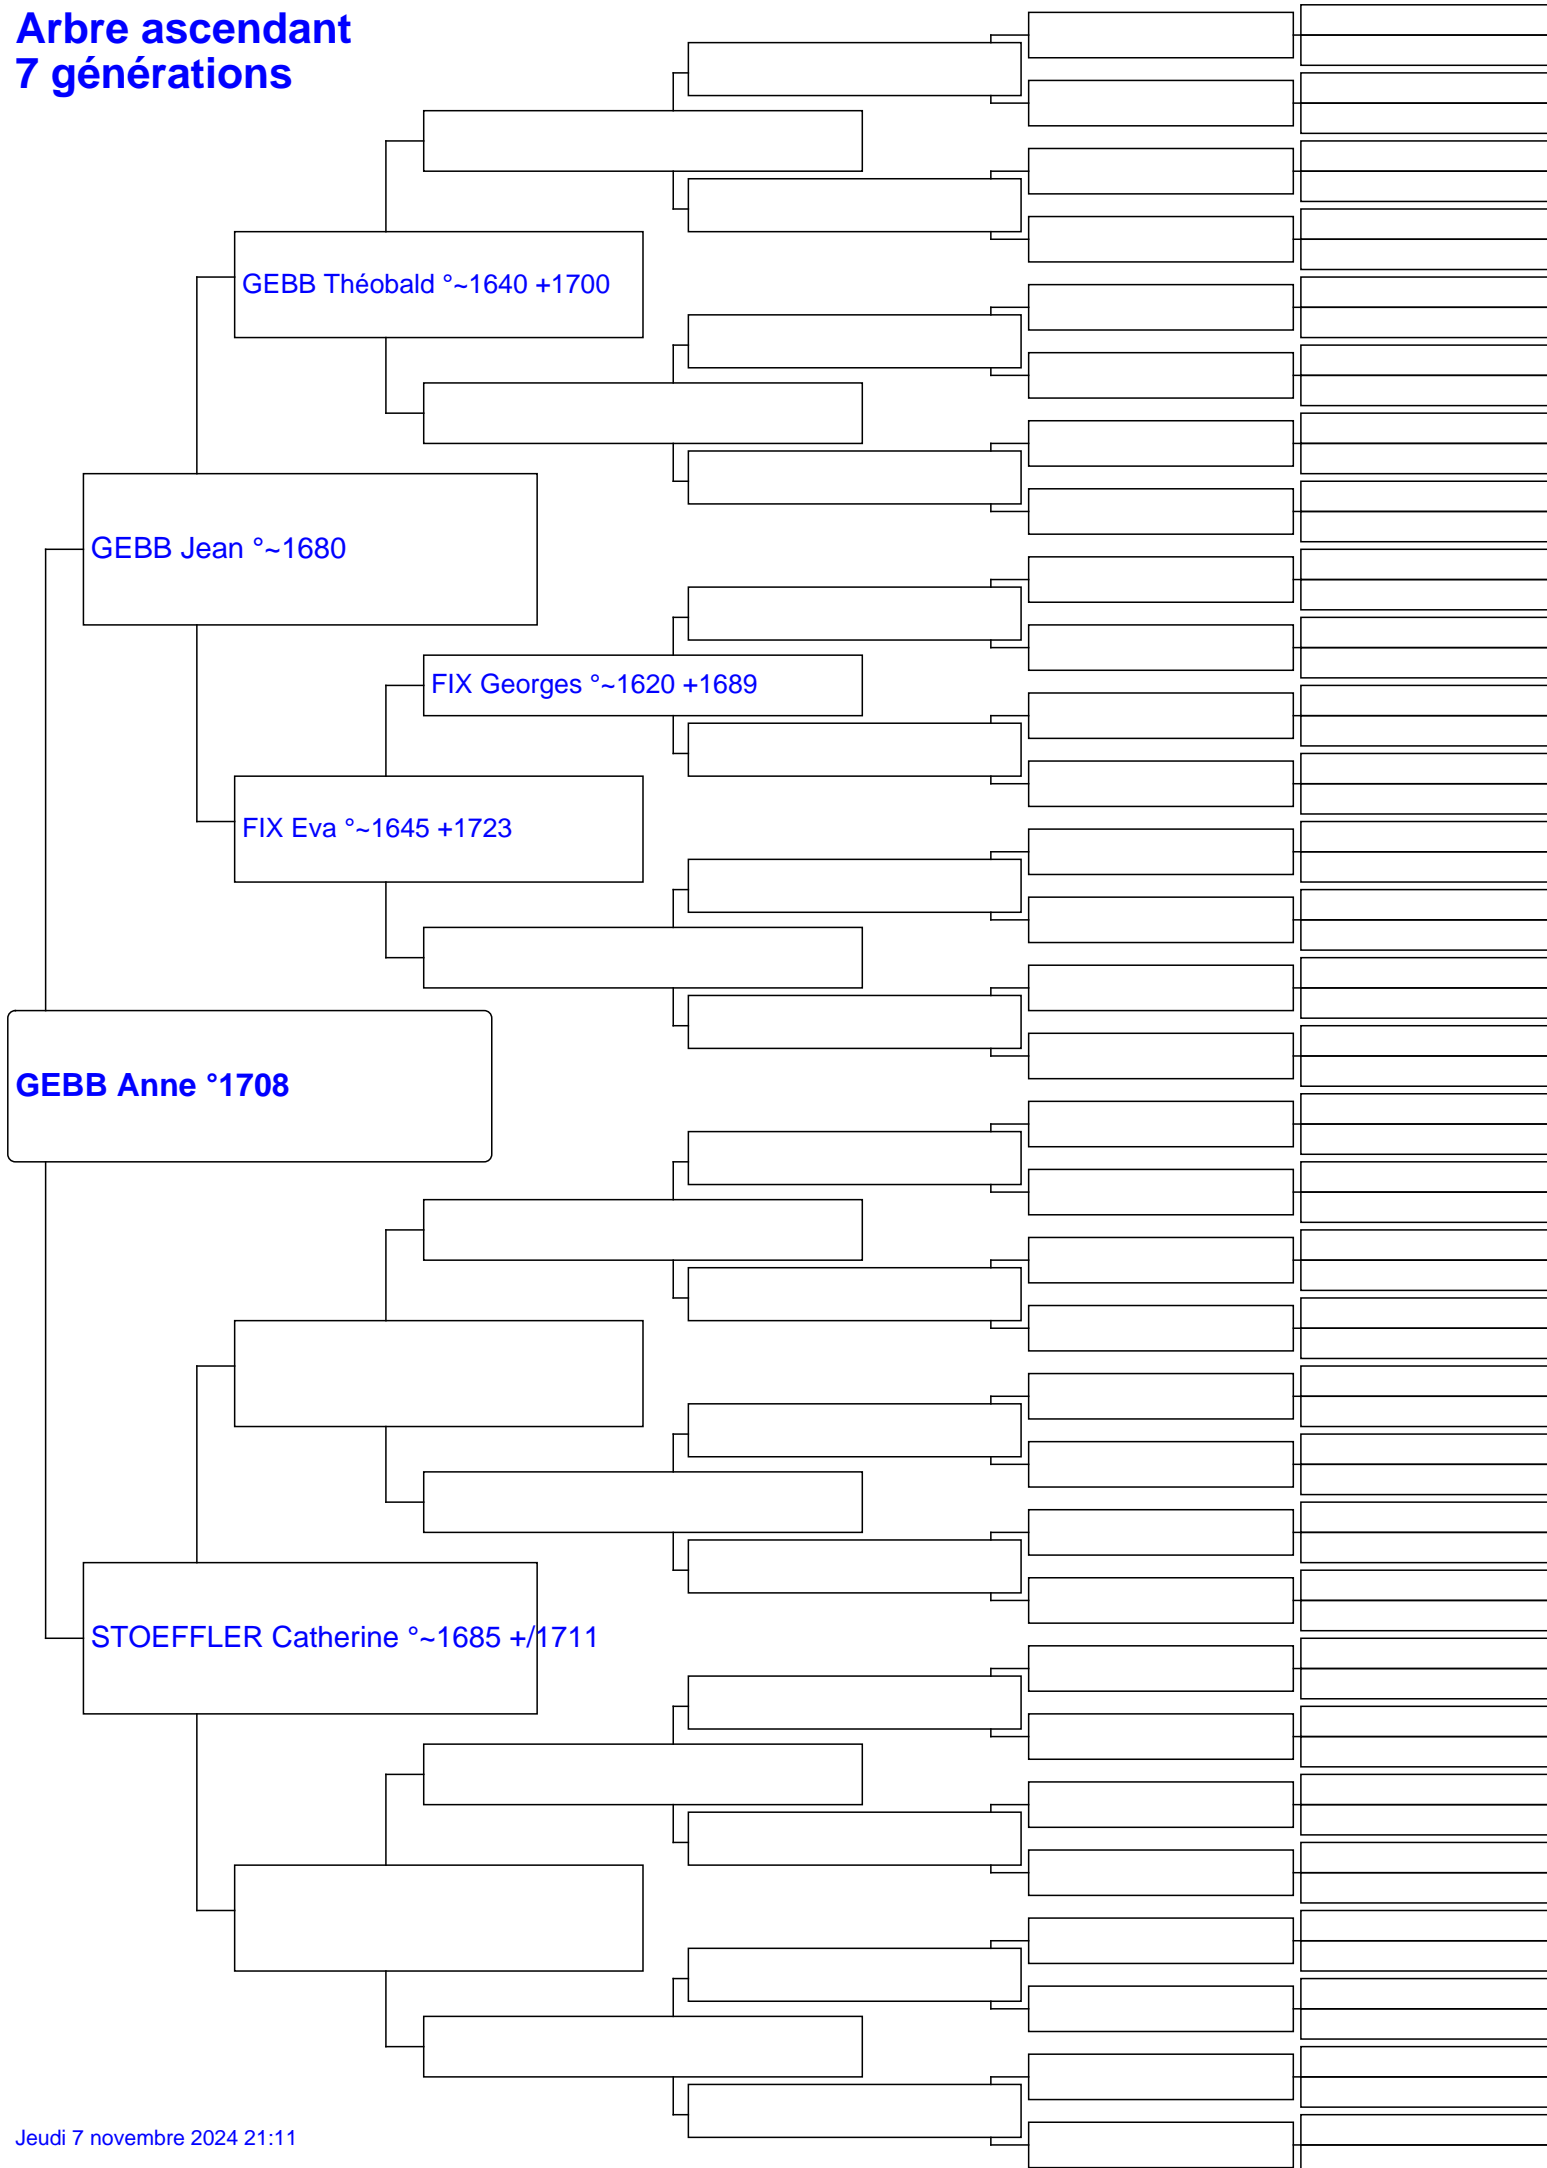 Arbre ascendant
7 générations
GEBB Théobald °~1640 +1700
GEBB Jean °~1680
FIX Georges °~1620 +1689
FIX Eva °~1645 +1723
GEBB Anne °1708
STOEFFLER Catherine °~1685 +/1711
Jeudi 7 novembre 2024 21:11